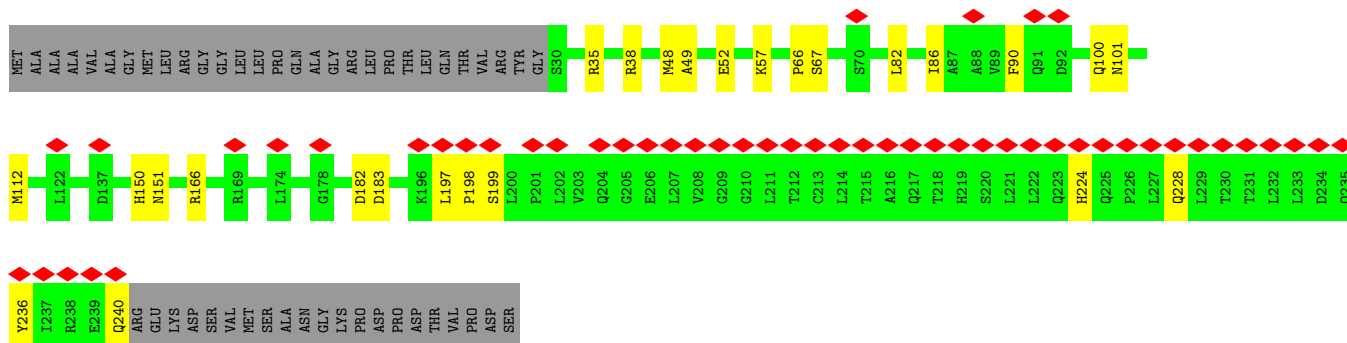 MET ALA ALA ALA VAL ALA GLY MET LEU ARG GLY GLY LEU LEU PRO GLN ALA GLY ARG LEU PRO THR LEU GLN THR VAL ARG TYR GLY S30 R35 R38 M48 A49 E52 K57 P66 S67 S70 L82 I86 A87 A88 V89 F90 Q91 D92 Q100 N101
M112 L122 D137 H150 N151 R166 R169 L174 G178 D182 D183 K196 L197 P198 S199 L200 P201 L202 V203 Q204 G205 E206 L207 V208 G209 G210 L211 T212 C213 L214 T215 A216 Q217 T218 H219 S220 L221 L222 Q223 H224 Q225 P226 L227 Q228 L229 T230 T231 L232 L233 D234
Y236 I237 R238 E239 Q240 ARG GLU LYS ASP SER VAL MET SER ALA ASN GLY LYS PRO ASP PRO ASP THR VAL PRO ASP SER